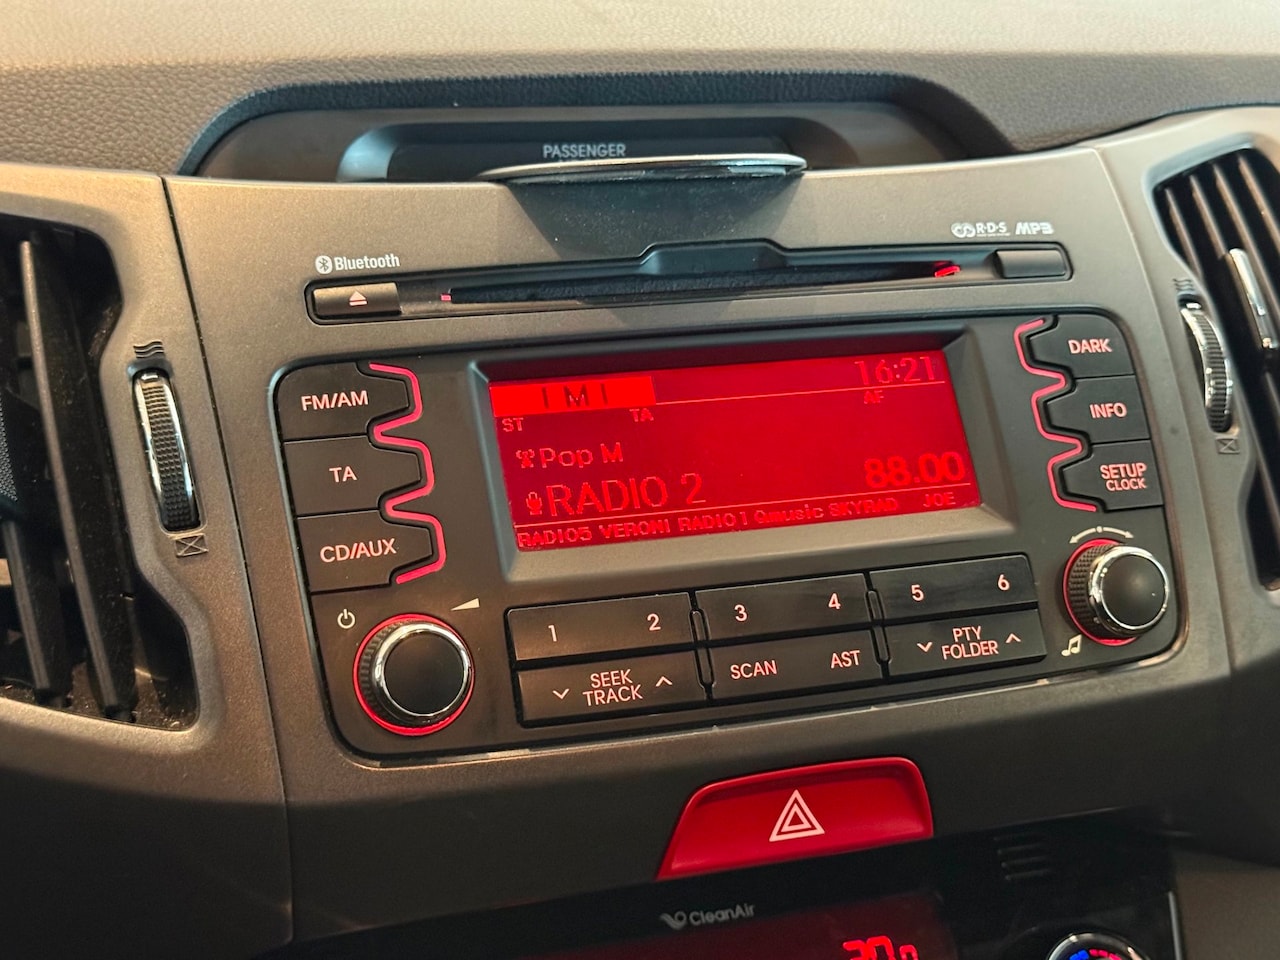 PASSENGER
Bluetooth
R·D·S MP3
FM/AM
TA
CD/AUX
16:21
ST TA AF
Pop M
88.00
RADIO 2
RADIO3 VERONI RADIO1 Qmusic SKYRAD JOE
DARK
INFO
SETUP
CLOCK
1 2 3 4 5 6
SEEK
TRACK
SCAN AST
PTY
FOLDER
CleanAir